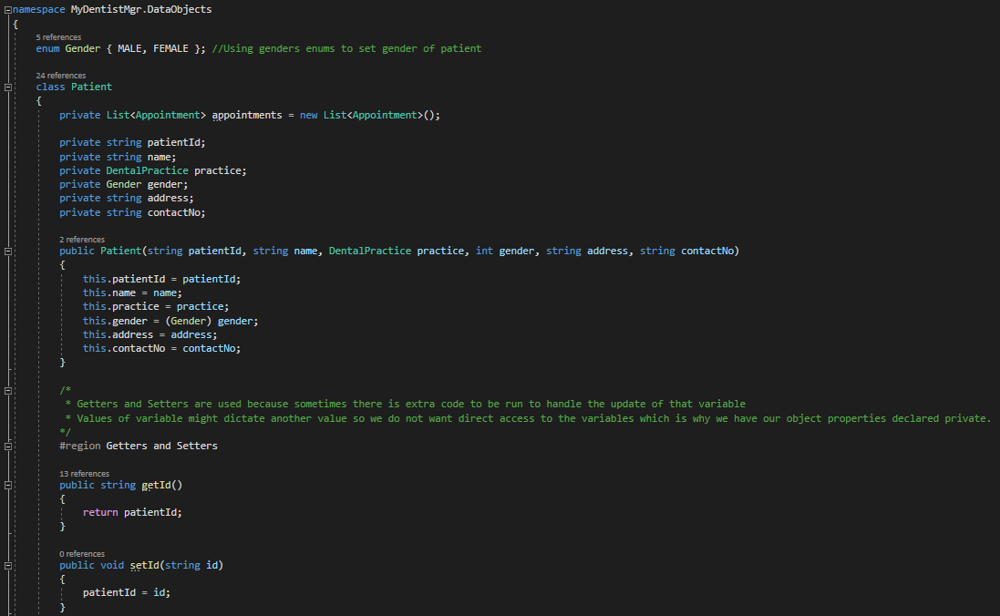 namespace MyDentistMgr.DataObjects
{
5 references
enum Gender { MALE, FEMALE }; //Using genders enums to set gender of patient
24 references
class Patient
{
private List<Appointment> appointments = new List<Appointment>();
private string patientId;
private string name;
private DentalPractice practice;
private Gender gender;
private string address;
private string contactNo;
2 references
public Patient(string patientId, string name, DentalPractice practice, int gender, string address, string contactNo)
{
this.patientId = patientId;
this.name = name;
this.practice = practice;
this.gender = (Gender) gender;
this.address = address;
this.contactNo = contactNo;
}
/*
* Getters and Setters are used because sometimes there is extra code to be run to handle the update of that variable
* Values of variable might dictate another value so we do not want direct access to the variables which is why we have our object properties declared private.
*/
#region Getters and Setters
13 references
public string getId()
{
return patientId;
}
0 references
public void setId(string id)
{
patientId = id;
}